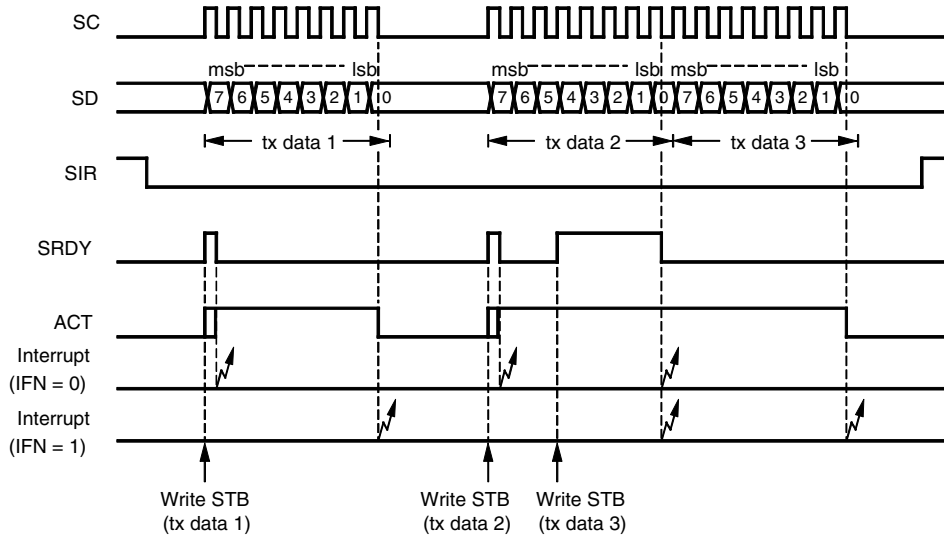 SC
msb lsb msb lsb msb lsb
SD 7 6 5 4 3 2 1 0 7 6 5 4 3 2 1 0 7 6 5 4 3 2 1 0
tx data 1 tx data 2 tx data 3
SIR
SRDY
ACT
Interrupt
(IFN = 0)
Interrupt
(IFN = 1)
Write STB Write STB Write STB
(tx data 1) (tx data 2) (tx data 3)